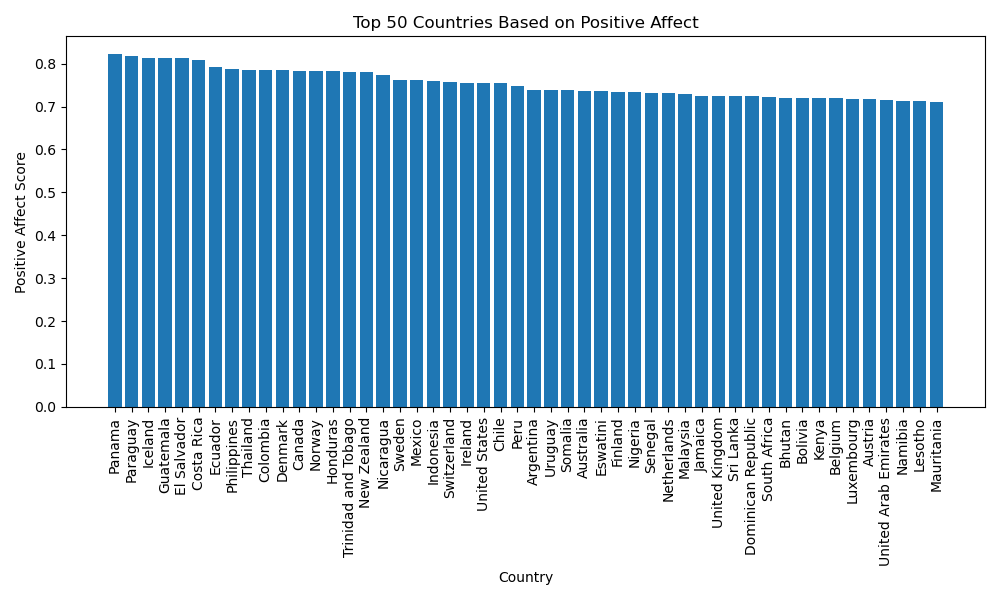 Top 50 Countries Based on Positive Affect
Positive Affect Score
0.8
0.7
0.6
0.5
0.4
0.3
0.2
0.1
0.0
Panama
Paraguay
Iceland
Guatemala
El Salvador
Costa Rica
Ecuador
Philippines
Thailand
Colombia
Denmark
Canada
Norway
Honduras
Trinidad and Tobago
New Zealand
Nicaragua
Sweden
Mexico
Indonesia
Switzerland
Ireland
United States
Chile
Peru
Argentina
Uruguay
Somalia
Australia
Eswatini
Finland
Nigeria
Senegal
Netherlands
Malaysia
Jamaica
United Kingdom
Sri Lanka
Dominican Republic
South Africa
Bhutan
Bolivia
Kenya
Belgium
Luxembourg
Austria
United Arab Emirates
Namibia
Lesotho
Mauritania
Country